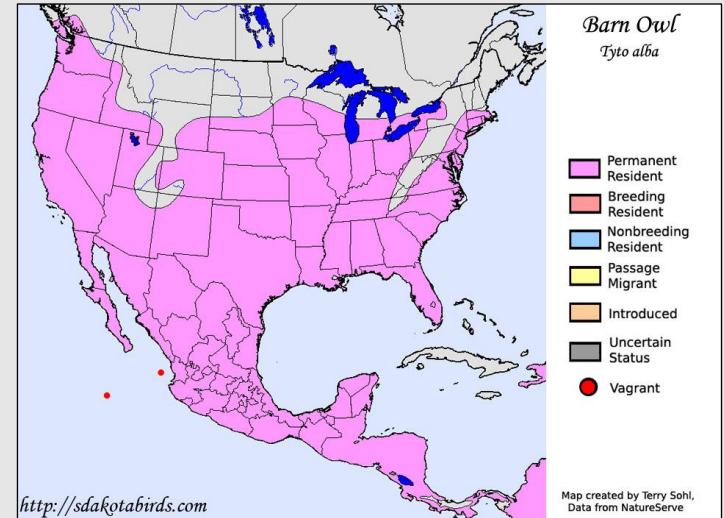 Barn Owl
Tyto alba
Permanent
Resident
Breeding
Resident
Nonbreeding
Resident
Passage
Migrant
Introduced
Uncertain
Status
Vagrant
http://sdakotabirds.com
Map created by Terry Sohl,
Data from NatureServe